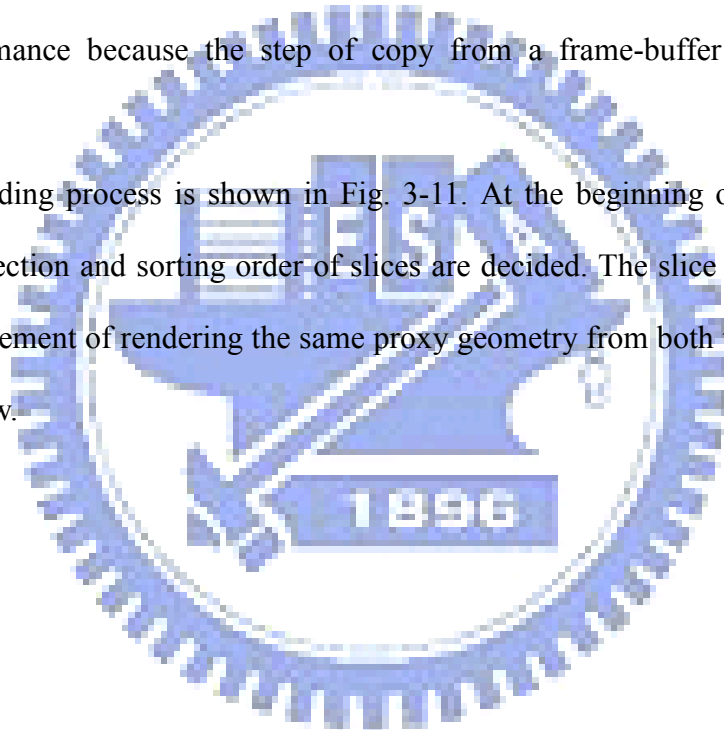 mance because the step of copy from a frame-buffer
ding process is shown in Fig. 3-11. At the beginning o
ection and sorting order of slices are decided. The slice
ement of rendering the same proxy geometry from both
w.
1896